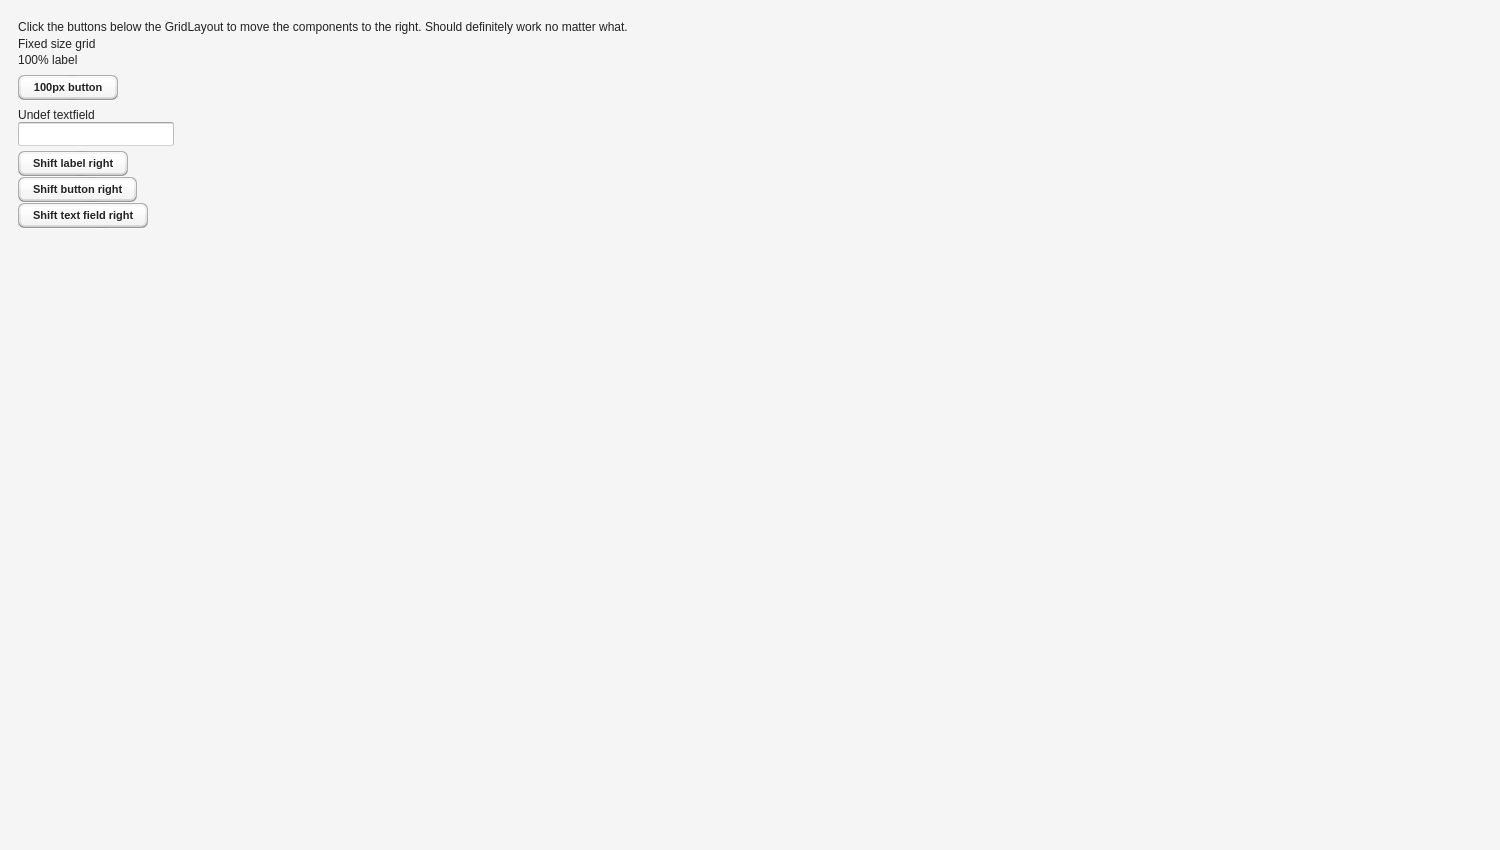 Click the buttons below the GridLayout to move the components to the right. Should definitely work no matter what.
Fixed size grid
100% label
100px button
Undef textfield
Shift label right
Shift button right
Shift text field right